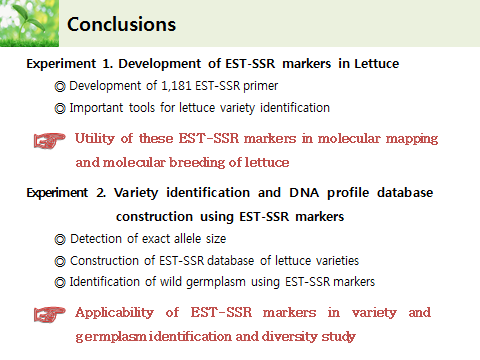 Conclusions
Experiment 1. Development of EST-SSR markers in Lettuce
◎ Development of 1,181 EST-SSR primer
◎ Important tools for lettuce variety identification
Utility of these EST-SSR markers in molecular mapping
and molecular breeding of lettuce
Experiment 2. Variety identification and DNA profile database
construction using EST-SSR markers
◎ Detection of exact allele size
◎ Construction of EST-SSR database of lettuce varieties
◎ Identification of wild germplasm using EST-SSR markers
Applicability of EST-SSR markers in variety and
germplasm identification and diversity study